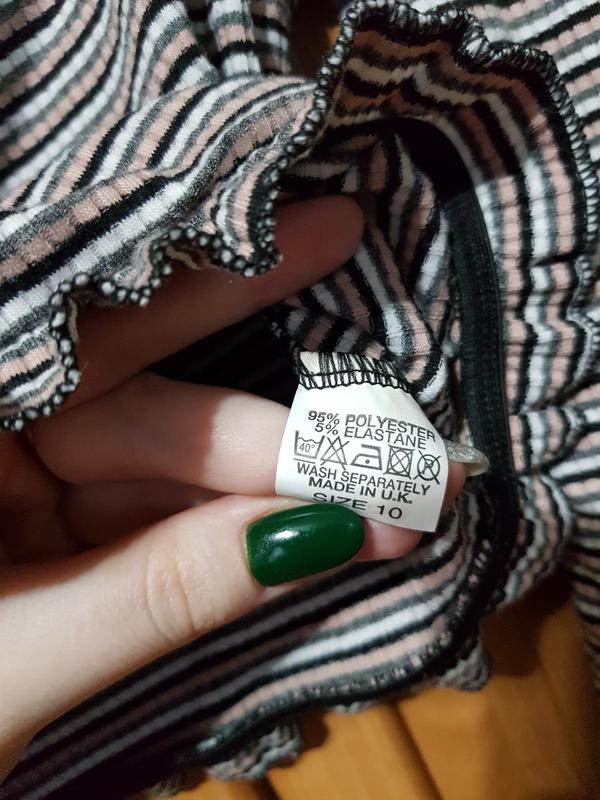 95% POLYESTER
5% ELASTANE
40°
WASH SEPARATELY
MADE IN U.K.
SIZE 10